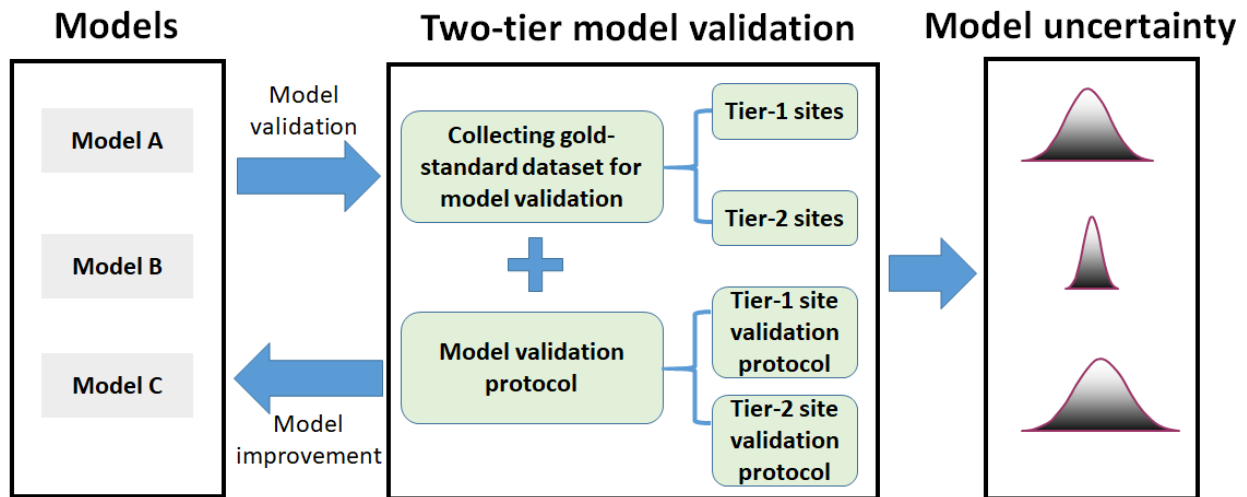 Models
Two-tier model validation
Model uncertainty
Model A
Model B
Model C
Model
validation
Model
improvement
Collecting gold-
standard dataset for
model validation
Tier-1 sites
Tier-2 sites
Model validation
protocol
Tier-1 site
validation
protocol
Tier-2 site
validation
protocol